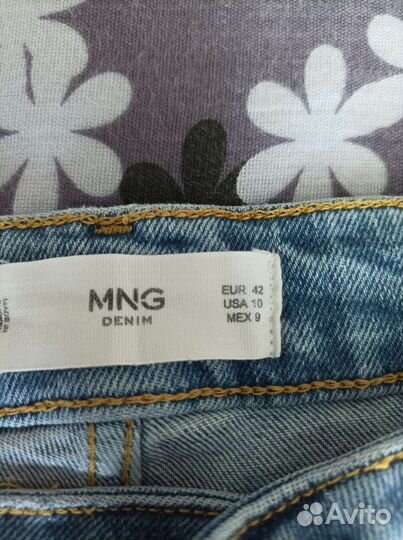 MNG
DENIM
EUR 42
USA 10
MEX 9
Avito